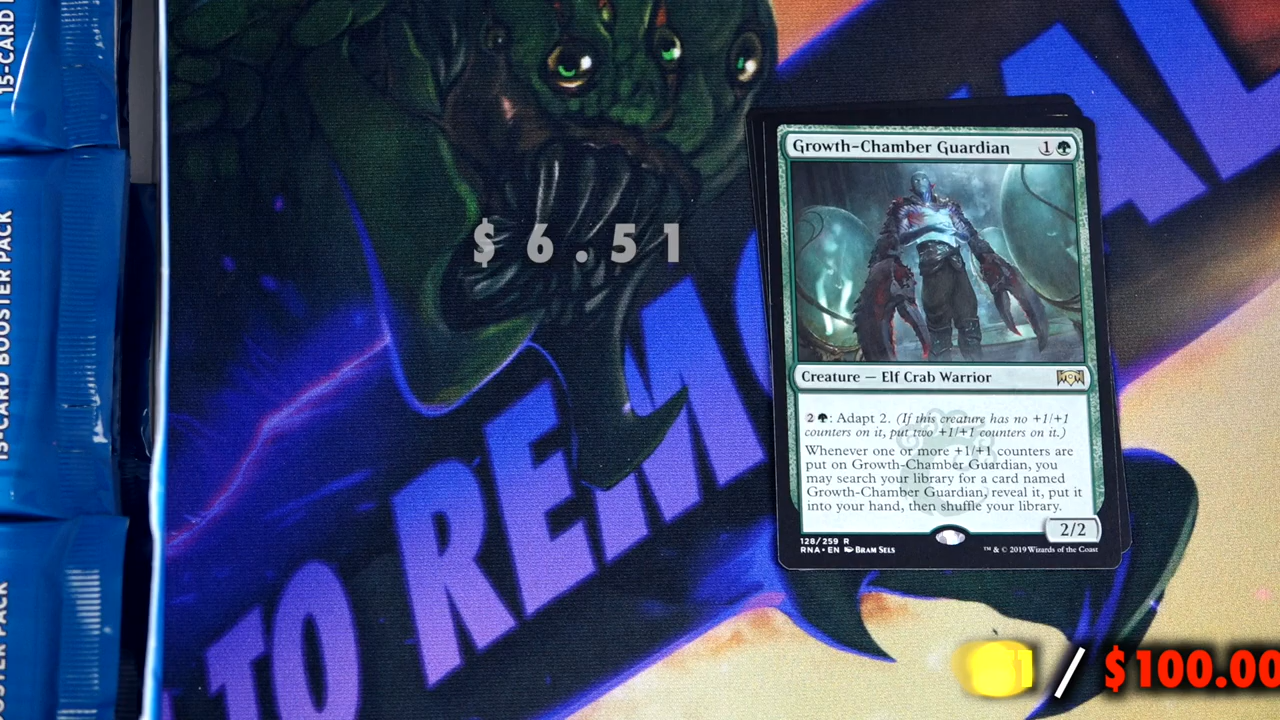 15-CARD
15-CARD BOOSTER PACK
OSTER PACK
$6.51
TO REM
Growth-Chamber Guardian 1
Creature — Elf Crab Warrior
2 : Adapt 2. (If this creature has no +1/+1
counters on it, put two +1/+1 counters on it.)
Whenever one or more +1/+1 counters are
put on Growth-Chamber Guardian, you
may search your library for a card named
Growth-Chamber Guardian, reveal it, put it
into your hand, then shuffle your library.
2/2
128/259 R
RNA • EN Bram Sels
™ & © 2019 Wizards of the Coast
/ $100.00